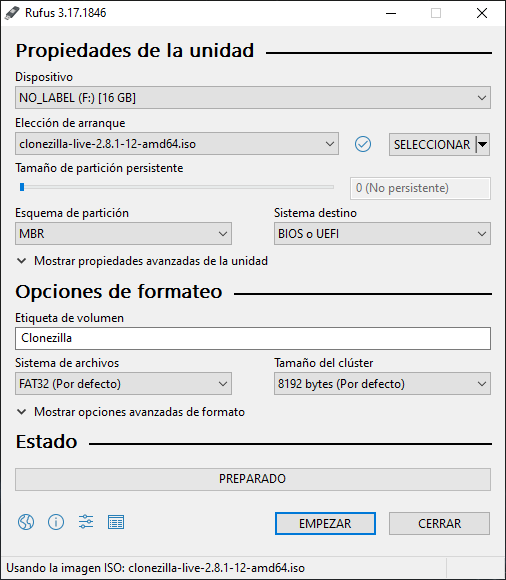 Rufus 3.17.1846
Propiedades de la unidad
Dispositivo
NO_LABEL (F:) [16 GB]
Elección de arranque
clonezilla-live-2.8.1-12-amd64.iso
SELECCIONAR
Tamaño de partición persistente
0 (No persistente)
Esquema de partición
Sistema destino
MBR
BIOS o UEFI
Mostrar propiedades avanzadas de la unidad
Opciones de formateo
Etiqueta de volumen
Clonezilla
Sistema de archivos
Tamaño del clúster
FAT32 (Por defecto)
8192 bytes (Por defecto)
Mostrar opciones avanzadas de formato
Estado
PREPARADO
EMPEZAR
CERRAR
Usando la imagen ISO: clonezilla-live-2.8.1-12-amd64.iso